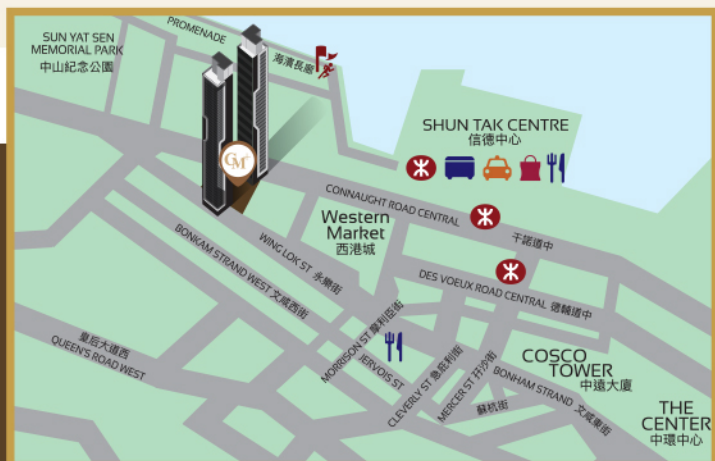 SUN YAT SEN
MEMORIAL PARK
中山紀念公園
PROMENADE
海濱長廊
GM+
SHUN TAK CENTRE
信德中心
CONNAUGHT ROAD CENTRAL
干諾道中
Western
Market
西港城
WING LOK ST 永樂街
BONKAM STRAND WEST 文咸西街
DES VOEUX ROAD CENTRAL 德輔道中
皇后大道西
QUEEN'S ROAD WEST
MORRISON ST 摩利臣街
JERVOIS ST.
CLEVERLY ST 急庇利街
MERCER ST 孖沙街
蘇杭街
COSCO
TOWER
中遠大廈
BONHAM STRAND 文咸東街
THE
CENTER
中環中心